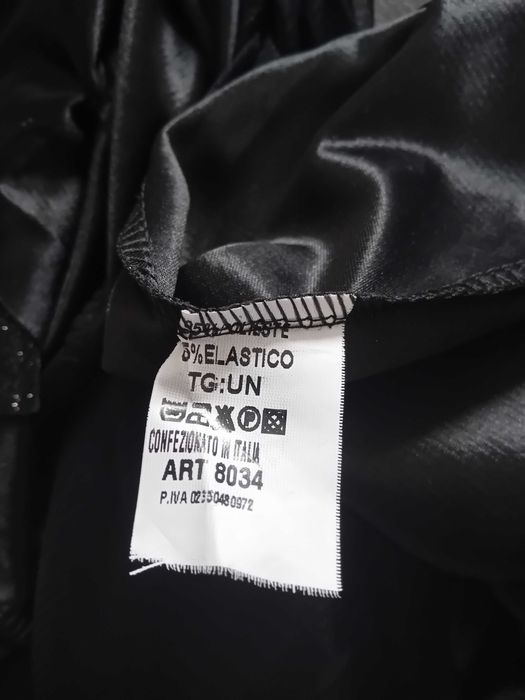 5%ELASTICO
TG:UN
P
CONFEZIONATO IN ITALIA
ART 8034
P.IVA 02350480972